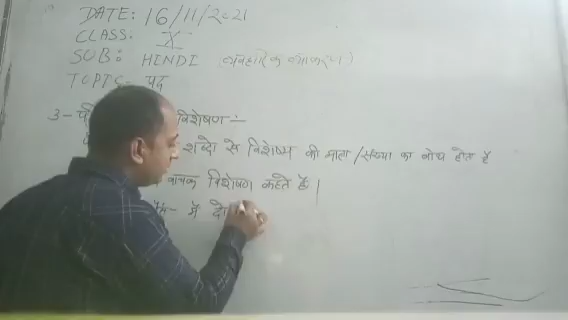 DATE: 16/11/2021
CLASS: X
SUB: HINDI (व्यवहारिक व्याकरण)
TOPIC- पद
3- विशेषण:-
शब्दो से विशेष्य की मात्रा/संख्या का बोध होता है
वाचक विशेषण कहते है।
- में दो